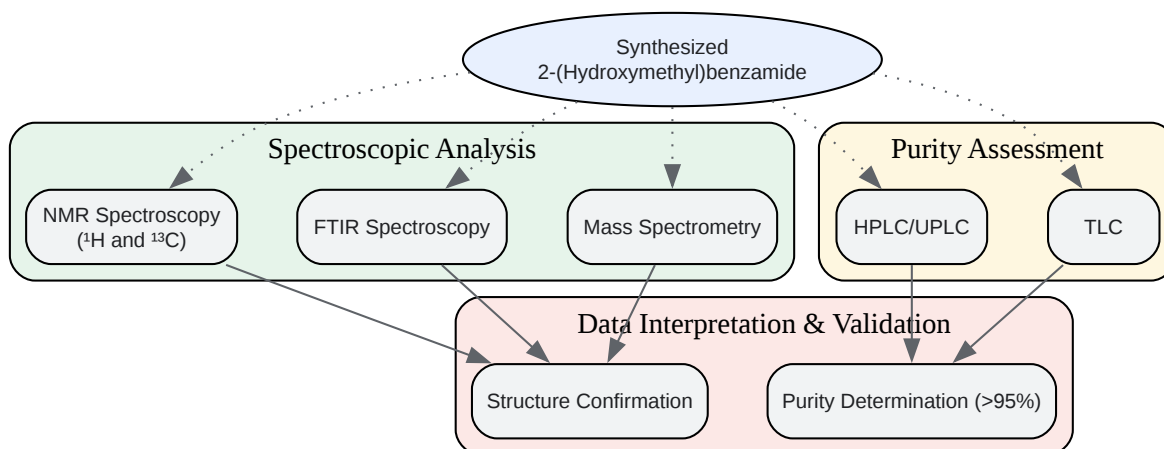 Synthesized
2-(Hydroxymethyl)benzamide
Spectroscopic Analysis
Purity Assessment
NMR Spectroscopy
(¹H and ¹³C)
FTIR Spectroscopy
Mass Spectrometry
HPLC/UPLC
TLC
Data Interpretation & Validation
Structure Confirmation
Purity Determination (>95%)